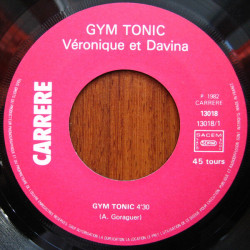 GYM TONIC
Véronique et Davina
CARRERE
℗ 1982
CARRERE
13018
13018/1
SACEM
45 tours
GYM TONIC 4'30
(A. Goraguer)